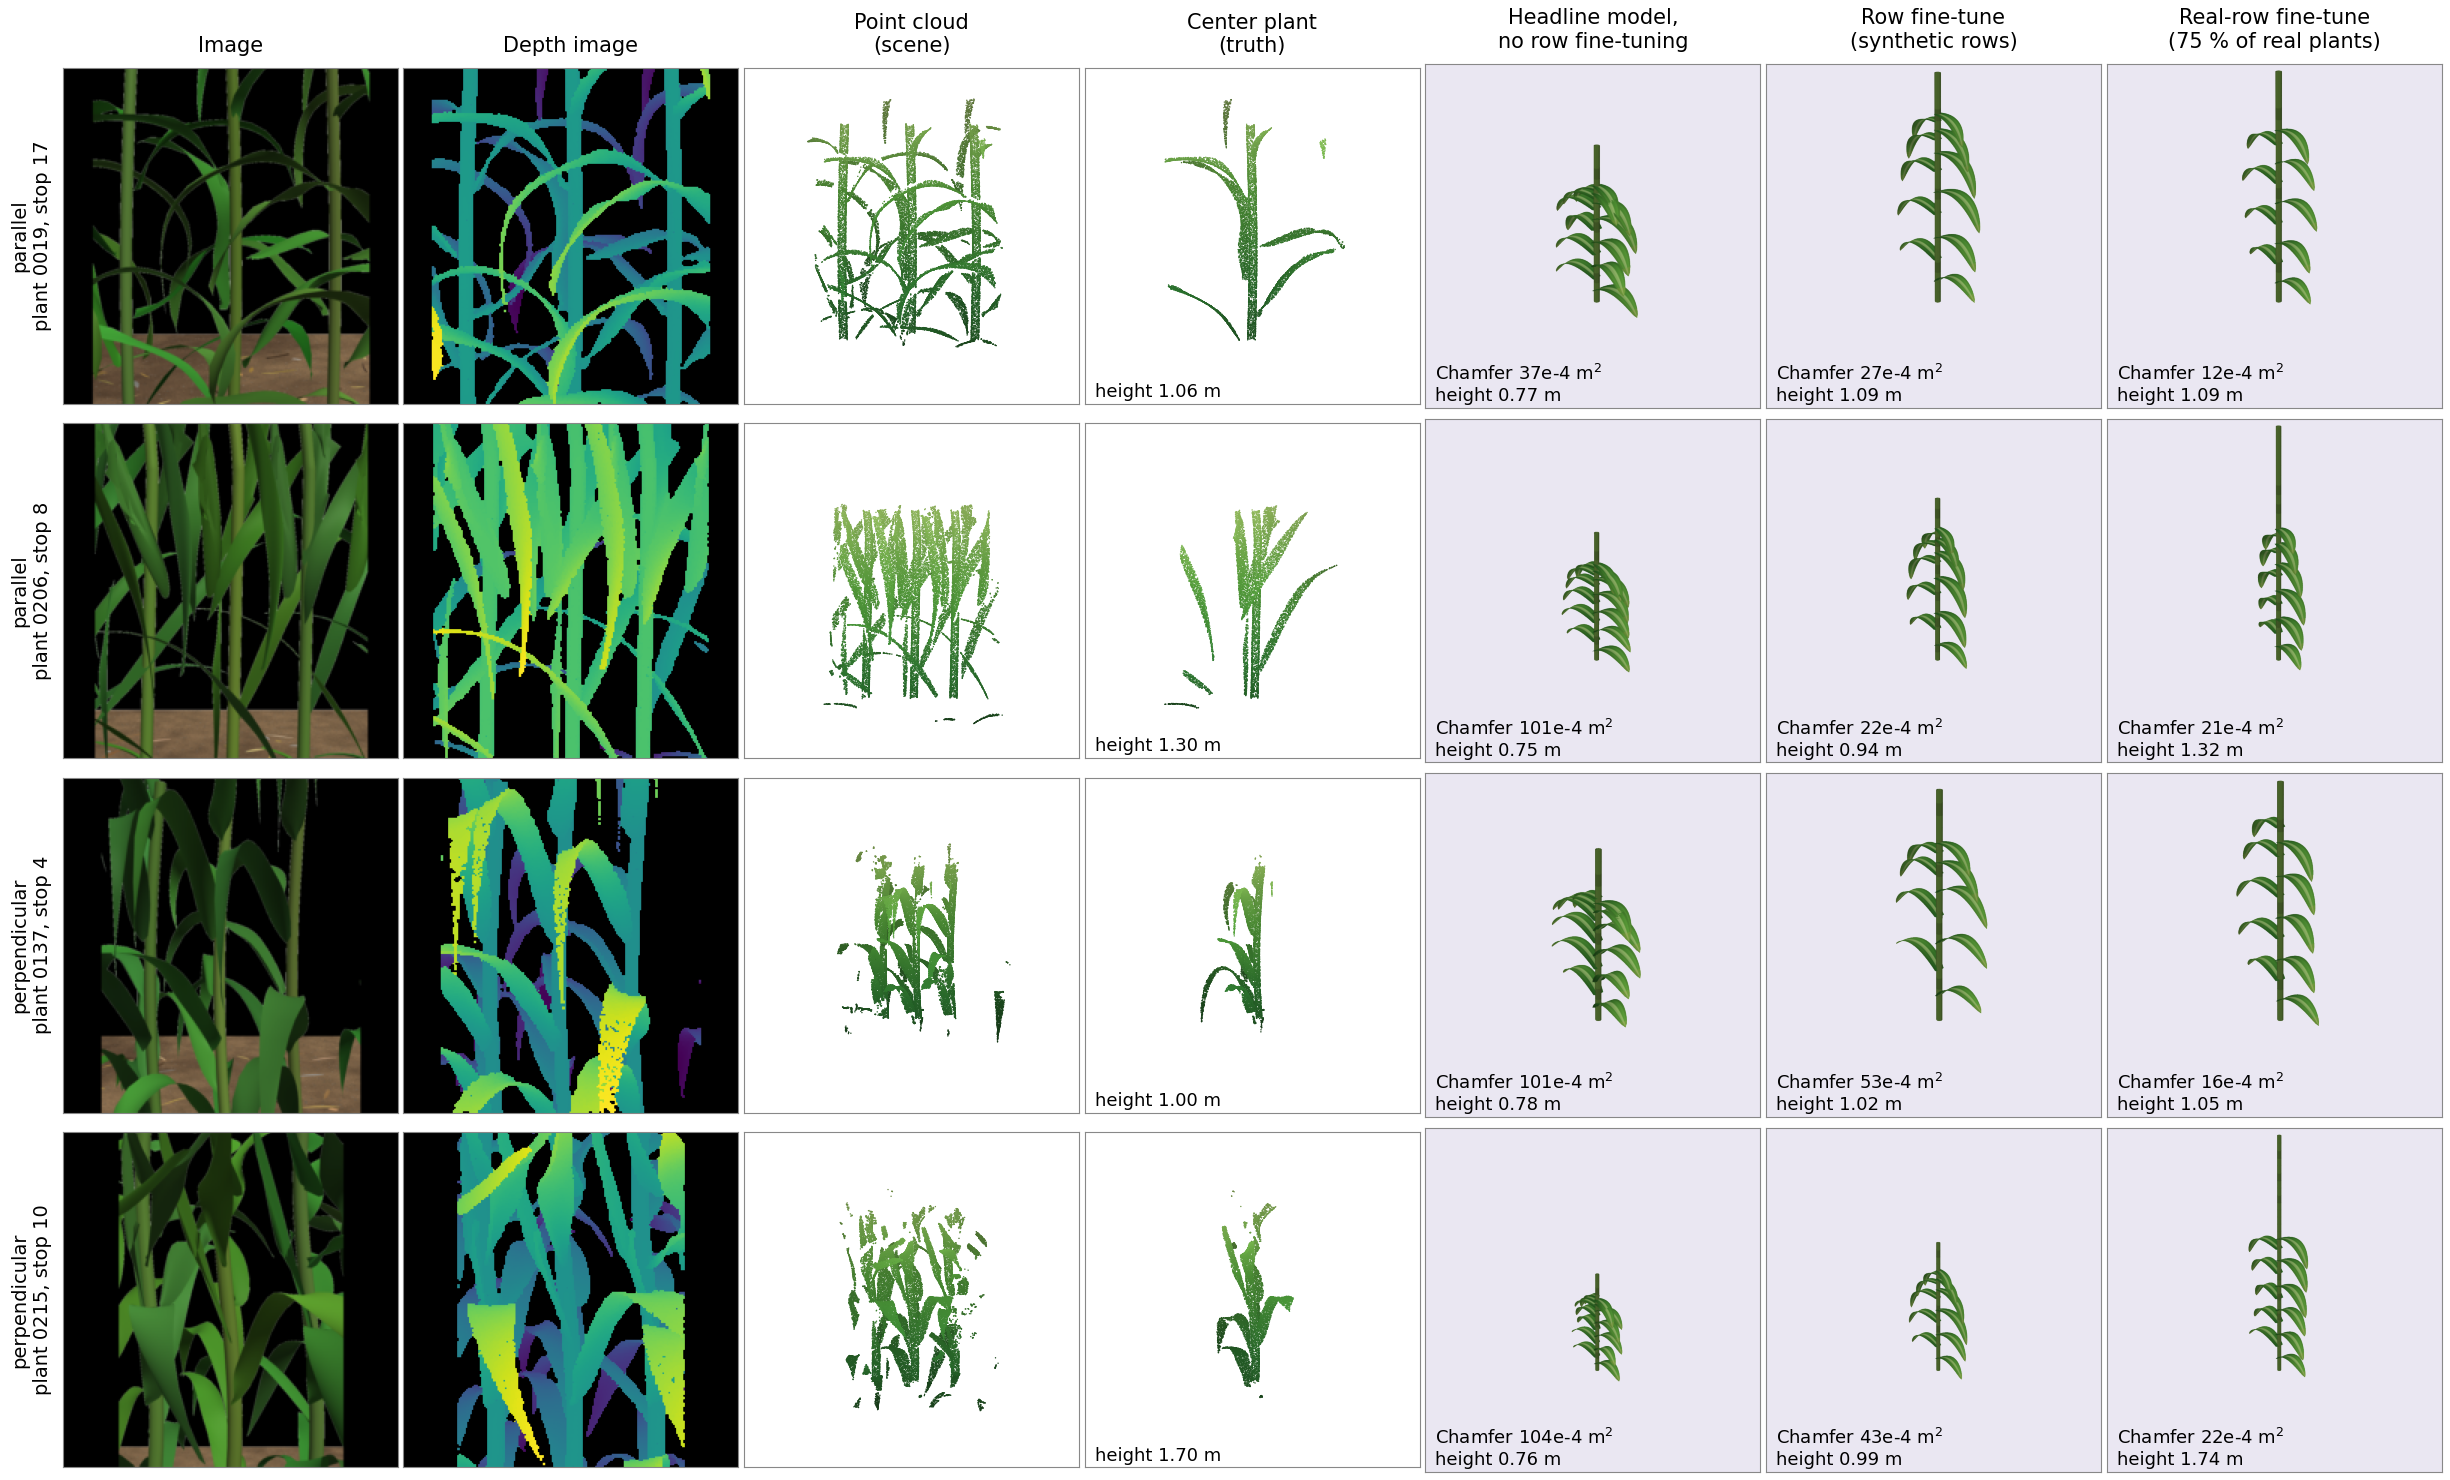 Image
Depth image
Point cloud
(scene)
Center plant
(truth)
Headline model,
no row fine-tuning
Row fine-tune
(synthetic rows)
Real-row fine-tune
(75 % of real plants)
parallel
plant 0019, stop 17
height 1.06 m
Chamfer 37e-4 m²
height 0.77 m
Chamfer 27e-4 m²
height 1.09 m
Chamfer 12e-4 m²
height 1.09 m
parallel
plant 0206, stop 8
height 1.30 m
Chamfer 101e-4 m²
height 0.75 m
Chamfer 22e-4 m²
height 0.94 m
Chamfer 21e-4 m²
height 1.32 m
perpendicular
plant 0137, stop 4
height 1.00 m
Chamfer 101e-4 m²
height 0.78 m
Chamfer 53e-4 m²
height 1.02 m
Chamfer 16e-4 m²
height 1.05 m
perpendicular
plant 0215, stop 10
height 1.70 m
Chamfer 104e-4 m²
height 0.76 m
Chamfer 43e-4 m²
height 0.99 m
Chamfer 22e-4 m²
height 1.74 m